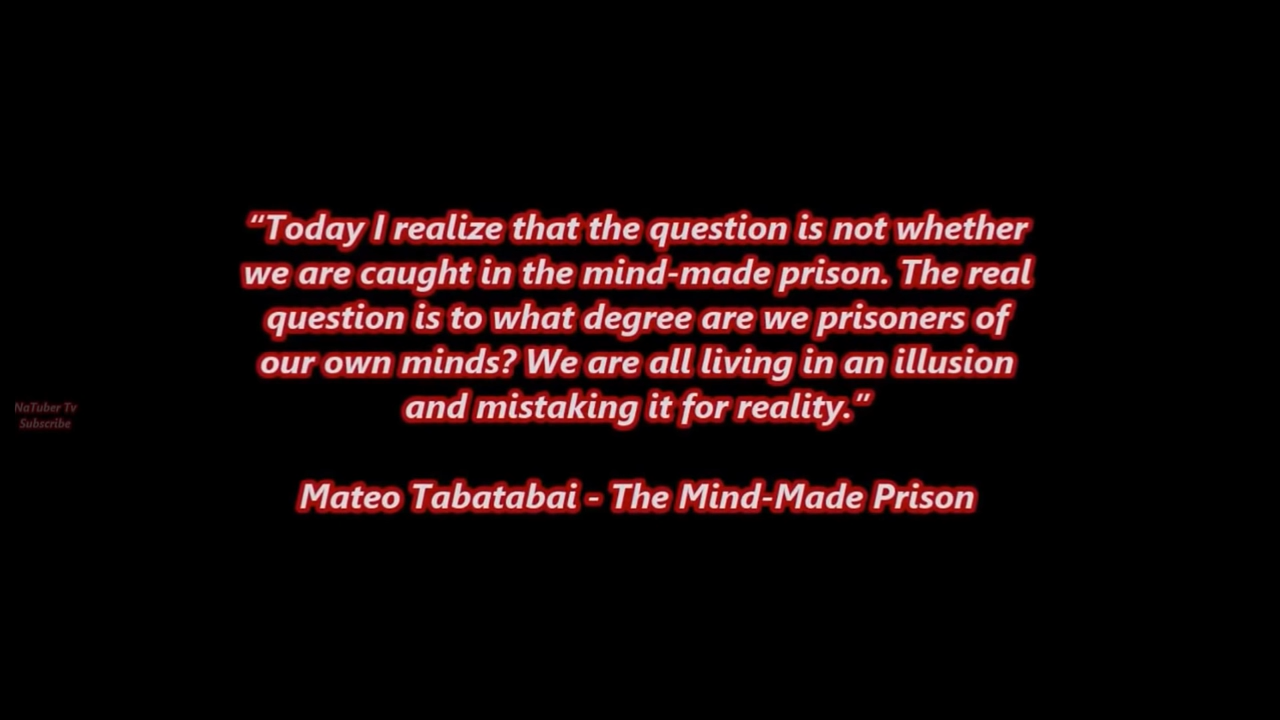 “Today I realize that the question is not whether
we are caught in the mind-made prison. The real
question is to what degree are we prisoners of
our own minds? We are all living in an illusion
and mistaking it for reality.”
Mateo Tabatabai - The Mind-Made Prison
NaTuber Tv
Subscribe